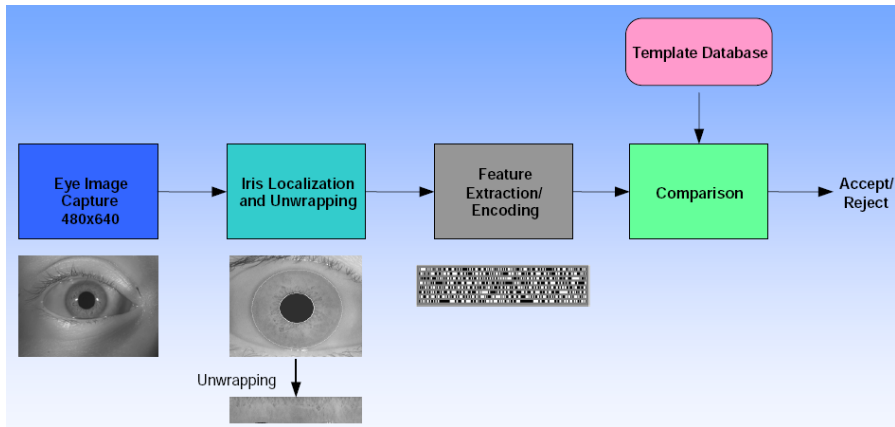 Template Database
Eye Image
Capture
480x640
Iris Localization
and Unwrapping
Feature
Extraction/
Encoding
Comparison
Accept/
Reject
Unwrapping